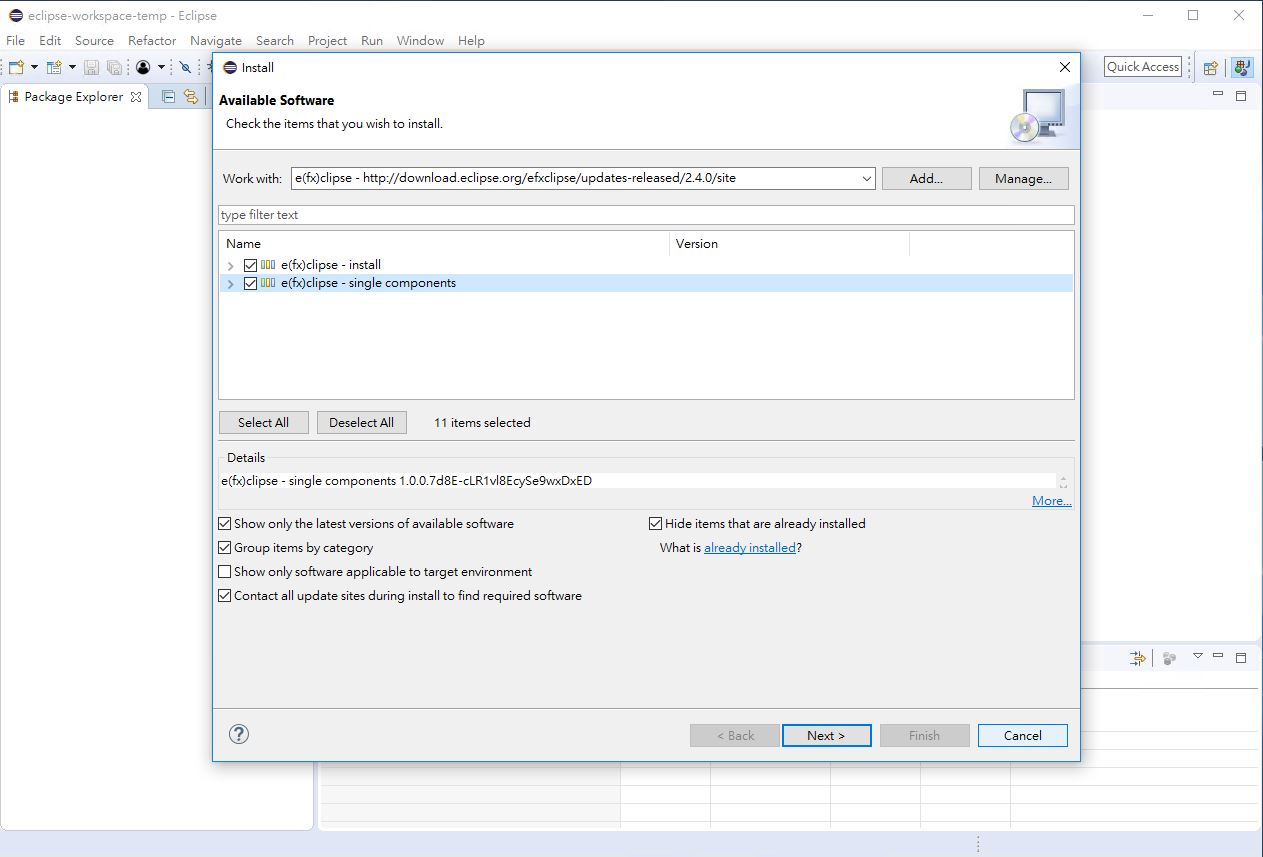 eclipse-workspace-temp - Eclipse
File Edit Source Refactor Navigate Search Project Run Window Help
Quick Access
Package Explorer
Install
Available Software
Check the items that you wish to install.
Work with: e(fx)clipse - http://download.eclipse.org/efxclipse/updates-released/2.4.0/site Add... Manage...
type filter text
Name Version
e(fx)clipse - install
e(fx)clipse - single components
Select All Deselect All 11 items selected
Details
e(fx)clipse - single components 1.0.0.7d8E-cLR1vl8EcySe9wxDxED
More...
Show only the latest versions of available software Hide items that are already installed
Group items by category What is already installed?
Show only software applicable to target environment
Contact all update sites during install to find required software
? < Back Next > Finish Cancel